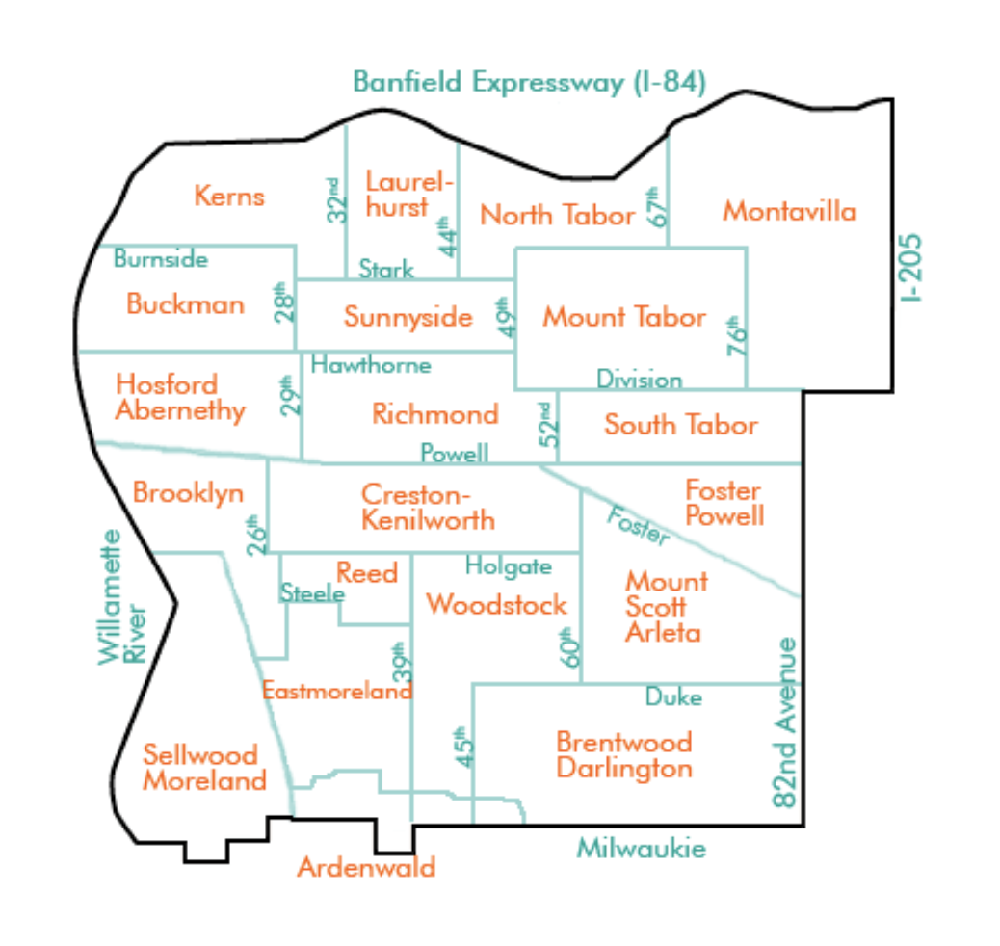 Banfield Expressway (I-84)
Kerns
32nd
Laurel-
hurst
44th
North Tabor
67th
Montavilla
I-205
Burnside
Stark
Buckman
28th
Sunnyside
49th
Mount Tabor
76th
Hawthorne
Division
Hosford
Abernethy
29th
Richmond
52nd
South Tabor
Powell
Brooklyn
26th
Creston-
Kenilworth
Foster
Foster
Powell
Willamette
River
Reed
Steele
Holgate
Woodstock
39th
60th
Mount
Scott
Arleta
Eastmoreland
Duke
82nd Avenue
Sellwood
Moreland
45th
Brentwood
Darlington
Milwaukie
Ardenwald